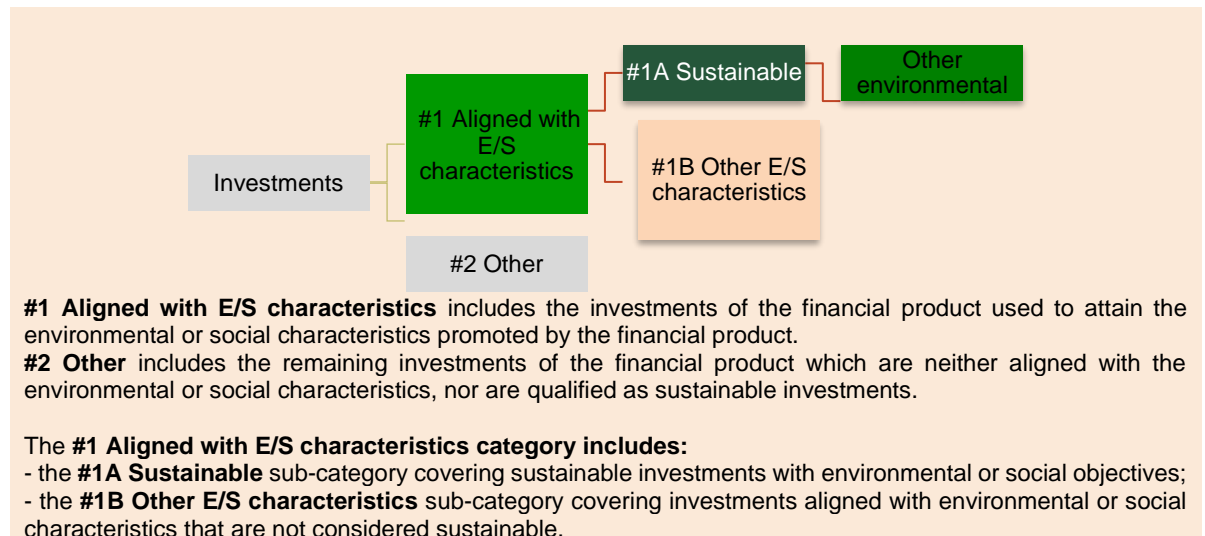 #1A Sustainable
Other
environmental
#1 Aligned with
E/S
characteristics
#1B Other E/S
characteristics
Investments
#2 Other
#1 Aligned with E/S characteristics includes the investments of the financial product used to attain the
environmental or social characteristics promoted by the financial product.
#2 Other includes the remaining investments of the financial product which are neither aligned with the
environmental or social characteristics, nor are qualified as sustainable investments.
The #1 Aligned with E/S characteristics category includes:
- the #1A Sustainable sub-category covering sustainable investments with environmental or social objectives;
- the #1B Other E/S characteristics sub-category covering investments aligned with environmental or social
characteristics that are not considered sustainable.